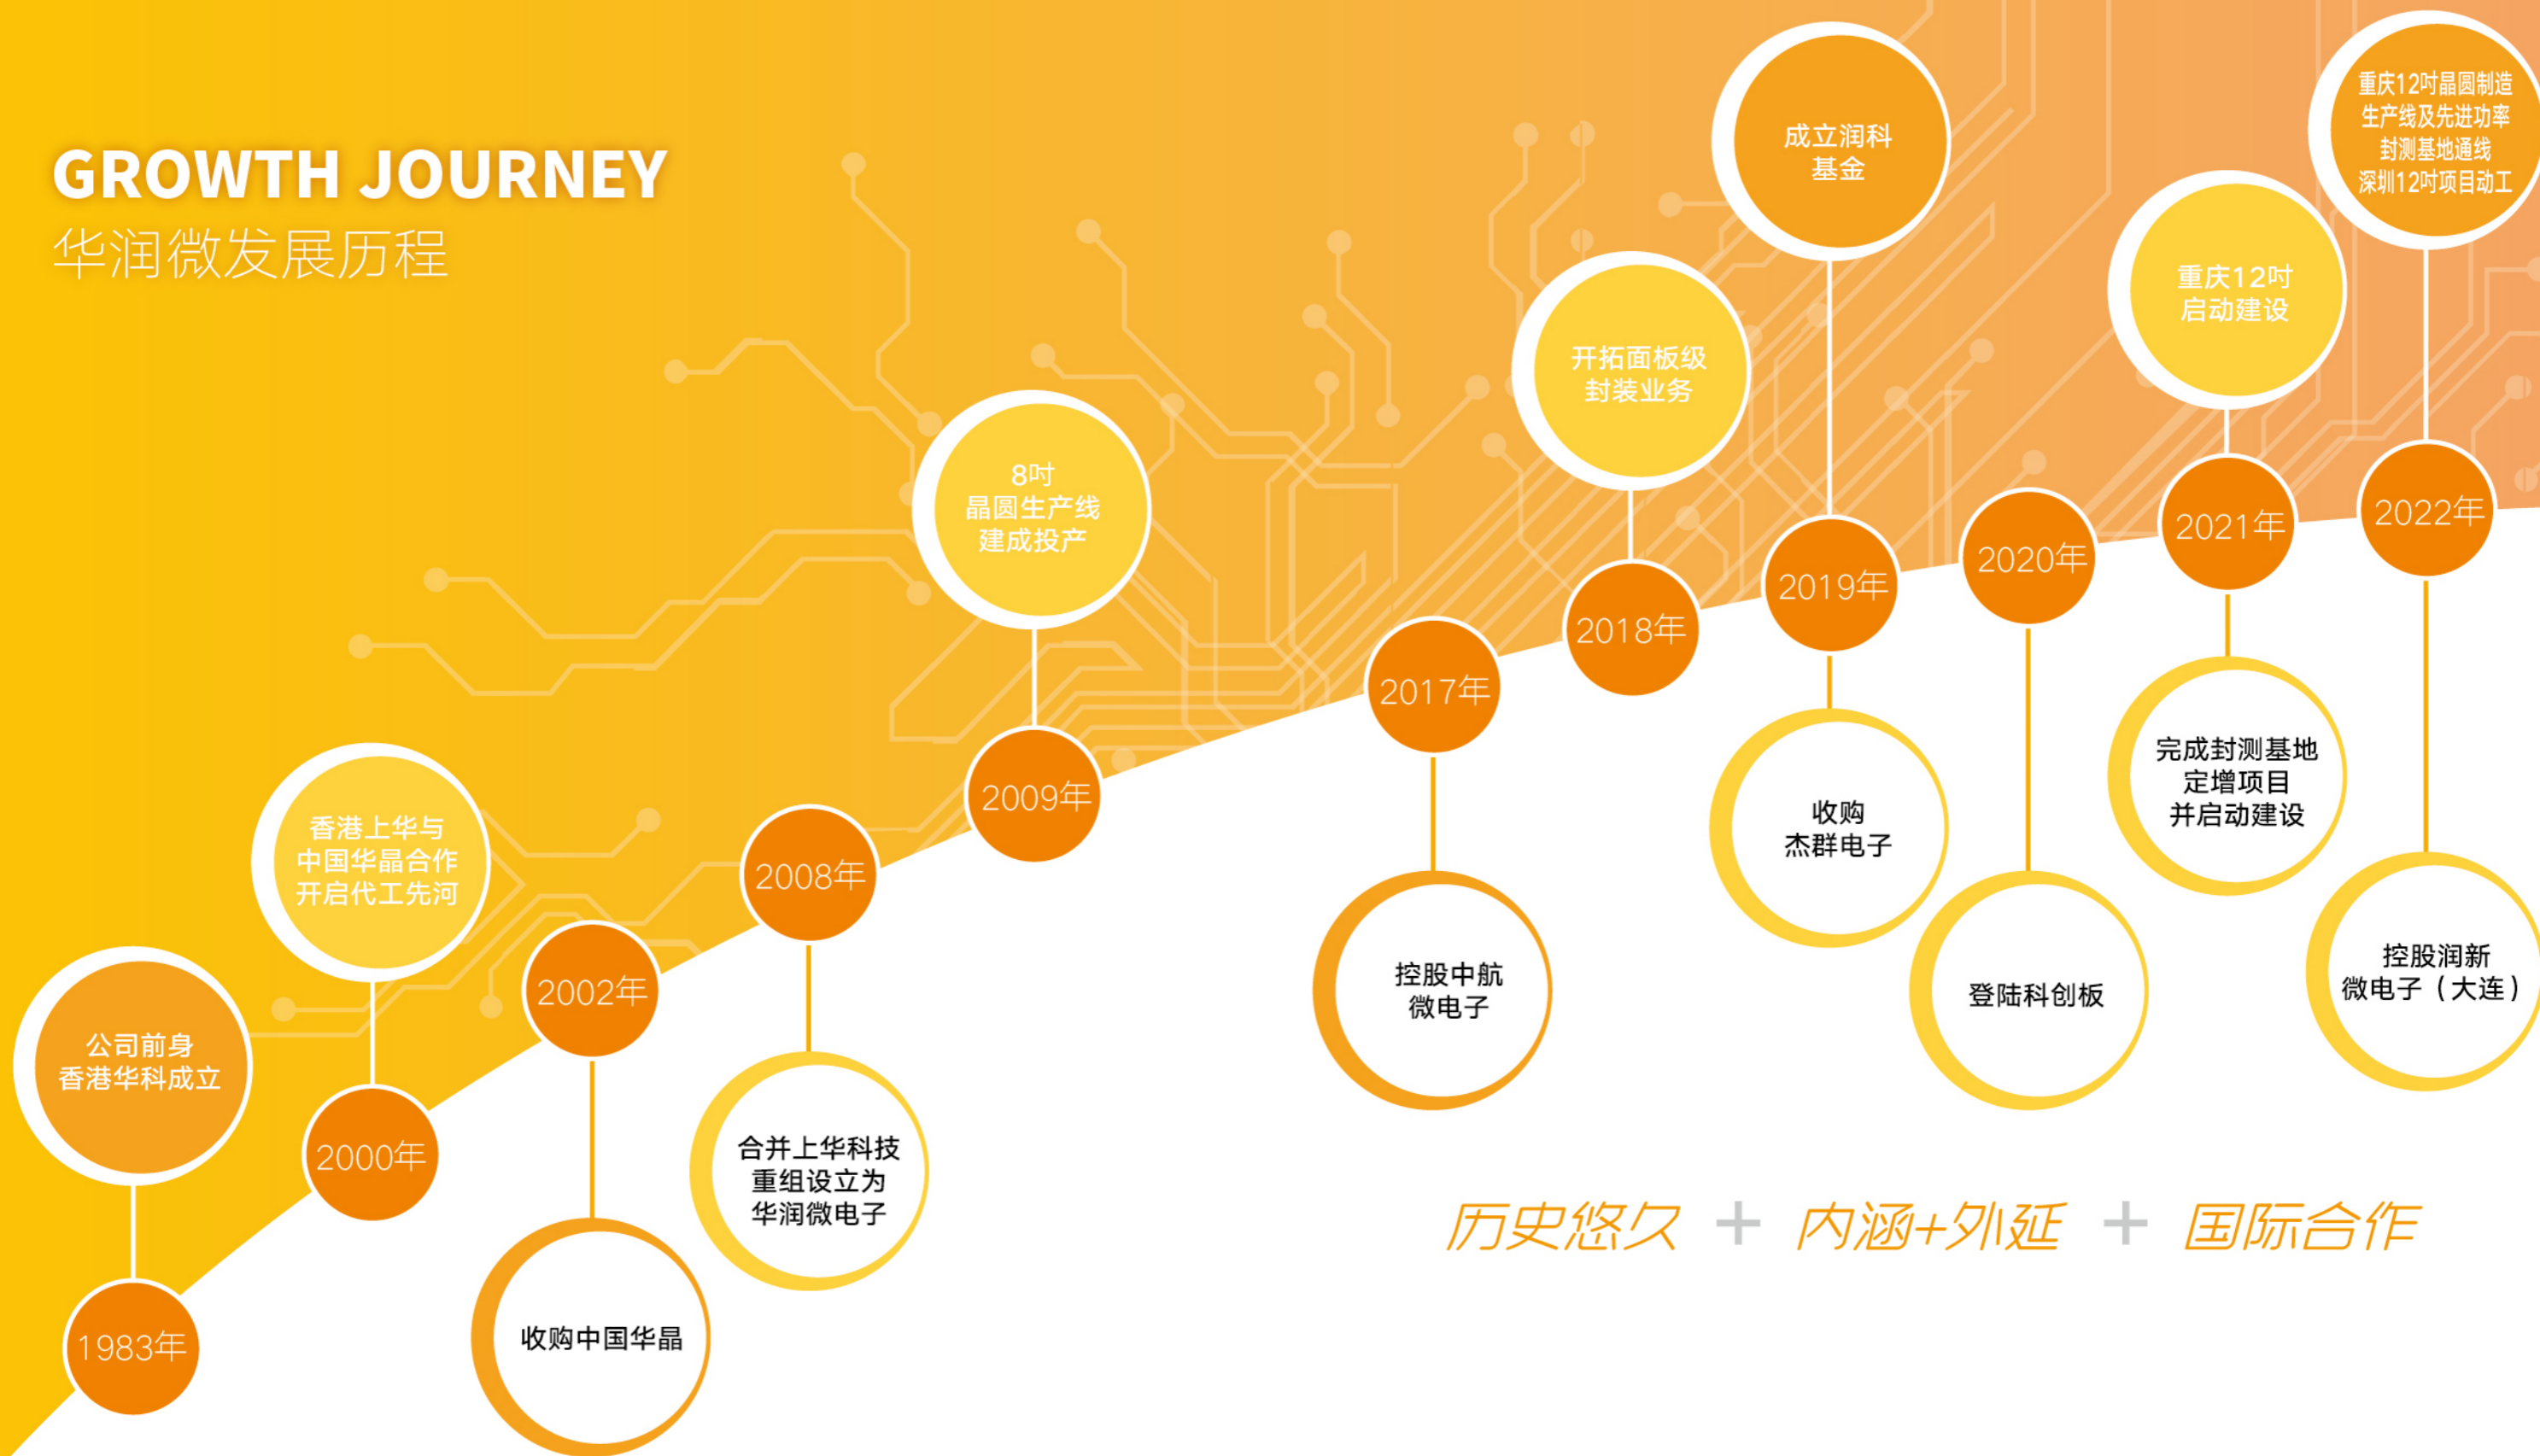 GROWTH JOURNEY
华润微发展历程
公司前身
香港华科成立
1983年
香港上华与
中国华晶合作
开启代工先河
2000年
2002年
收购中国华晶
2008年
合并上华科技
重组设立为
华润微电子
8吋
晶圆生产线
建成投产
2009年
2017年
控股中航
微电子
开拓面板级
封装业务
2018年
成立润科
基金
2019年
收购
杰群电子
2020年
登陆科创板
重庆12吋
启动建设
2021年
完成封测基地
定增项目
并启动建设
重庆12吋晶圆制造
生产线及先进功率
封测基地通线
深圳12吋项目动工
2022年
控股润新
微电子（大连）
历史悠久 + 内涵+外延 + 国际合作